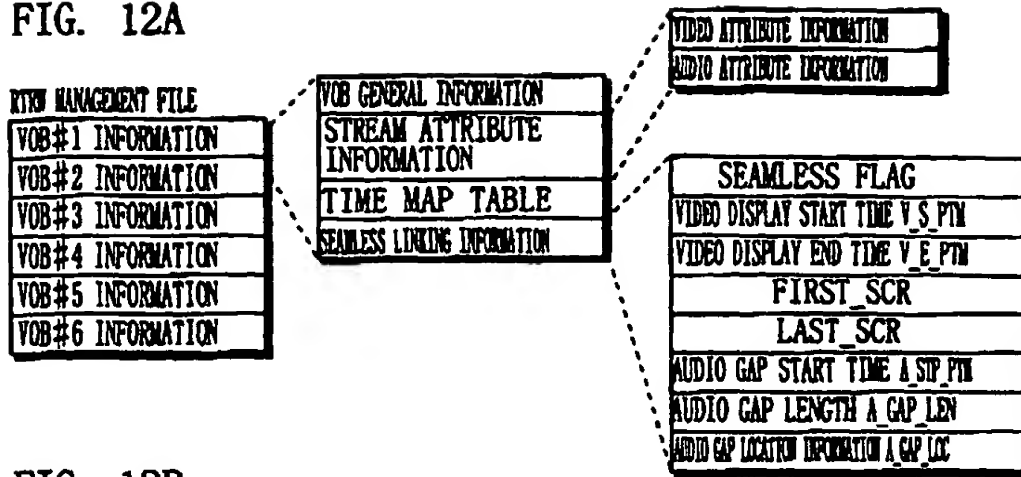 FIG. 12A
RTRW MANAGEMENT FILE
VOB#1 INFORMATION
VOB#2 INFORMATION
VOB#3 INFORMATION
VOB#4 INFORMATION
VOB#5 INFORMATION
VOB#6 INFORMATION
VOB GENERAL INFORMATION
STREAM ATTRIBUTE
INFORMATION
TIME MAP TABLE
SEAMLESS LINKING INFORMATION
VIDEO ATTRIBUTE INFORMATION
AUDIO ATTRIBUTE INFORMATION
SEAMLESS FLAG
VIDEO DISPLAY START TIME V_S_PTM
VIDEO DISPLAY END TIME V_E_PTM
FIRST_SCR
LAST_SCR
AUDIO GAP START TIME A_STP_PTM
AUDIO GAP LENGTH A_GAP_LEN
AUDIO GAP LOCATION INFORMATION A_GAP_LOC